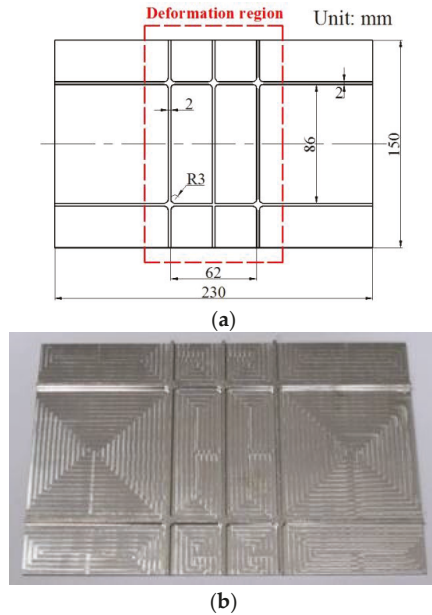 Deformation region
Unit: mm
2
2
86
150
R3
62
230
(a)
(b)